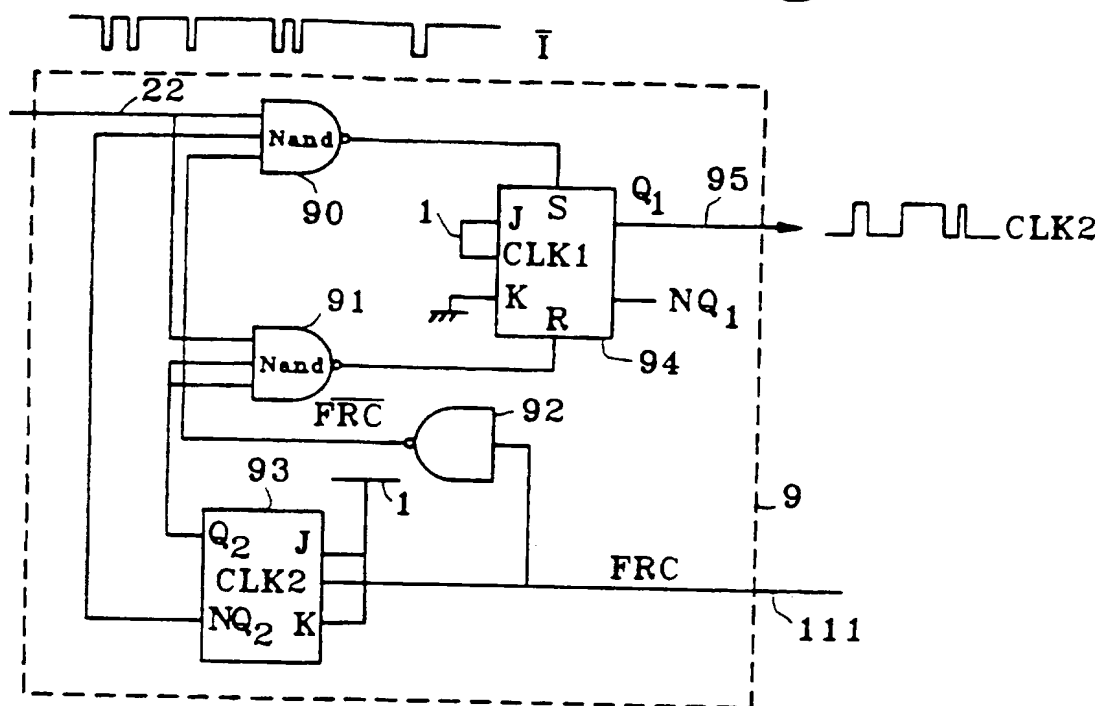 Ī
22
Nand
90
Q₁
95
CLK2
1
J
S
CLK1
K
R
NQ₁
94
91
Nand
F̅R̅C̅
92
93
1
9
Q₂
J
CLK2
NQ₂
K
FRC
111